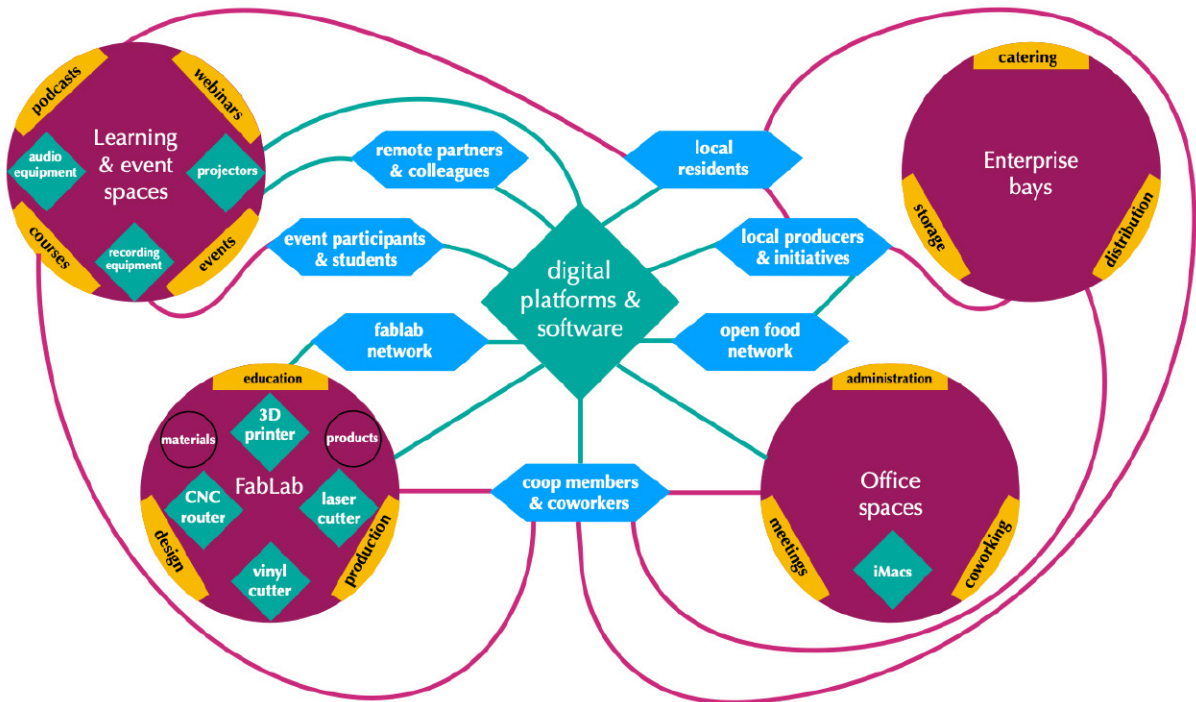 podcasts
webinars
Learning
& event
spaces
audio
equipment
projectors
recording
equipment
courses
events
remote partners
& colleagues
event participants
& students
fablab
network
digital
platforms &
software
local
residents
local producers
& initiatives
open food
network
catering
Enterprise
bays
storage
distribution
education
materials
3D
printer
products
CNC
router
FabLab
laser
cutter
design
vinyl
cutter
production
coop members
& coworkers
administration
Office
spaces
meetings
iMacs
coworking